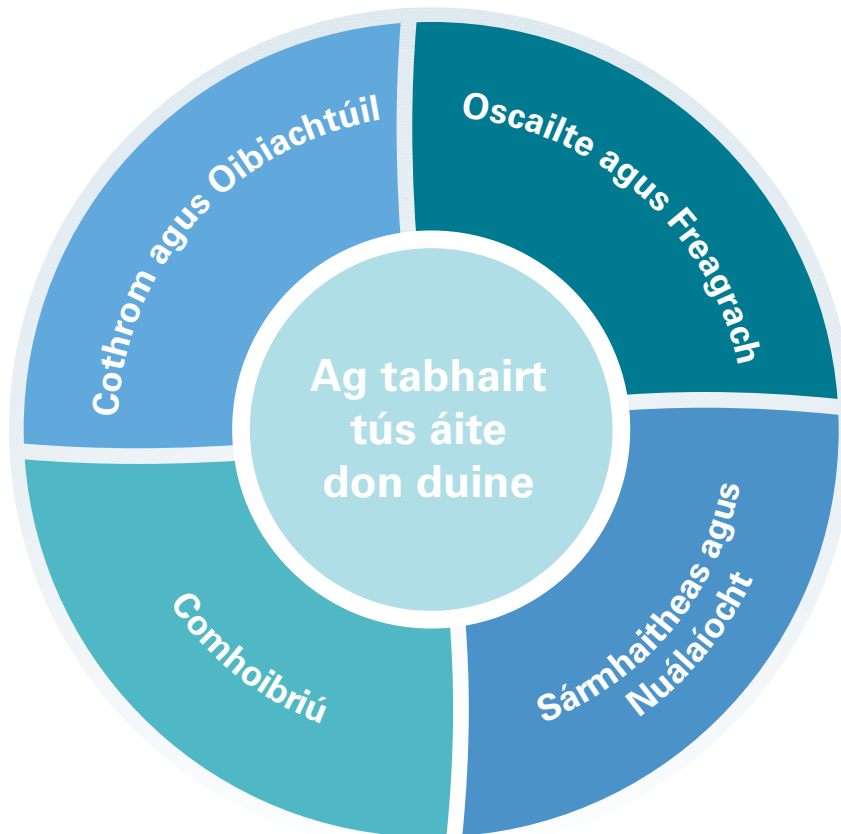 Cothrom agus Oibiachtúil
Oscailte agus Freagrach
Ag tabhairt
tús áite
don duine
Comhoibriú
Sármhaitheas agus
Nuálaíocht